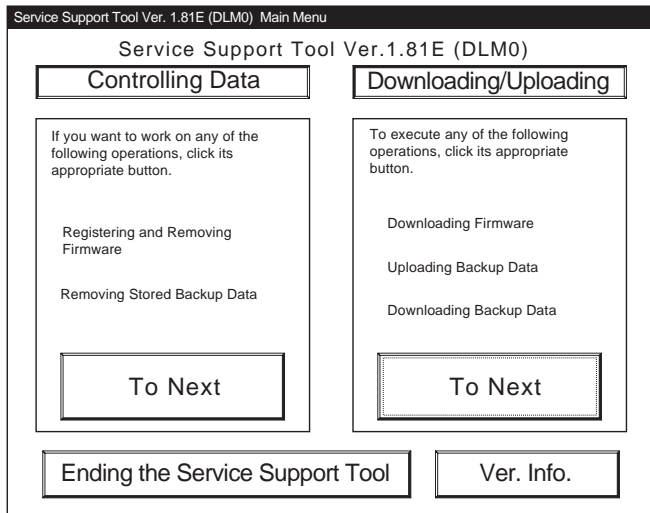 Service Support Tool Ver. 1.81E (DLM0) Main Menu
Service Support Tool Ver.1.81E (DLM0)
Controlling Data
If you want to work on any of the
following operations, click its
appropriate button.
Registering and Removing
Firmware
Removing Stored Backup Data
To Next
Downloading/Uploading
To execute any of the following
operations, click its appropriate
button.
Downloading Firmware
Uploading Backup Data
Downloading Backup Data
To Next
Ending the Service Support Tool
Ver. Info.